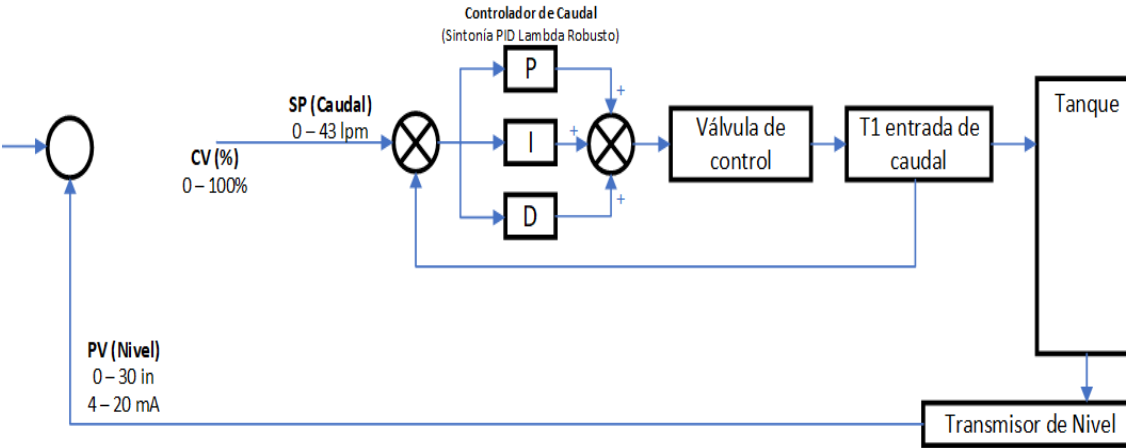 Controlador de Caudal
(Sintonía PID Lambda Robusto)
P
+
SP (Caudal)
0 – 43 lpm
CV (%)
0 – 100%
I
+
Válvula de
control
T1 entrada de
caudal
Tanque
D
+
PV (Nivel)
0 – 30 in
4 – 20 mA
Transmisor de Nivel